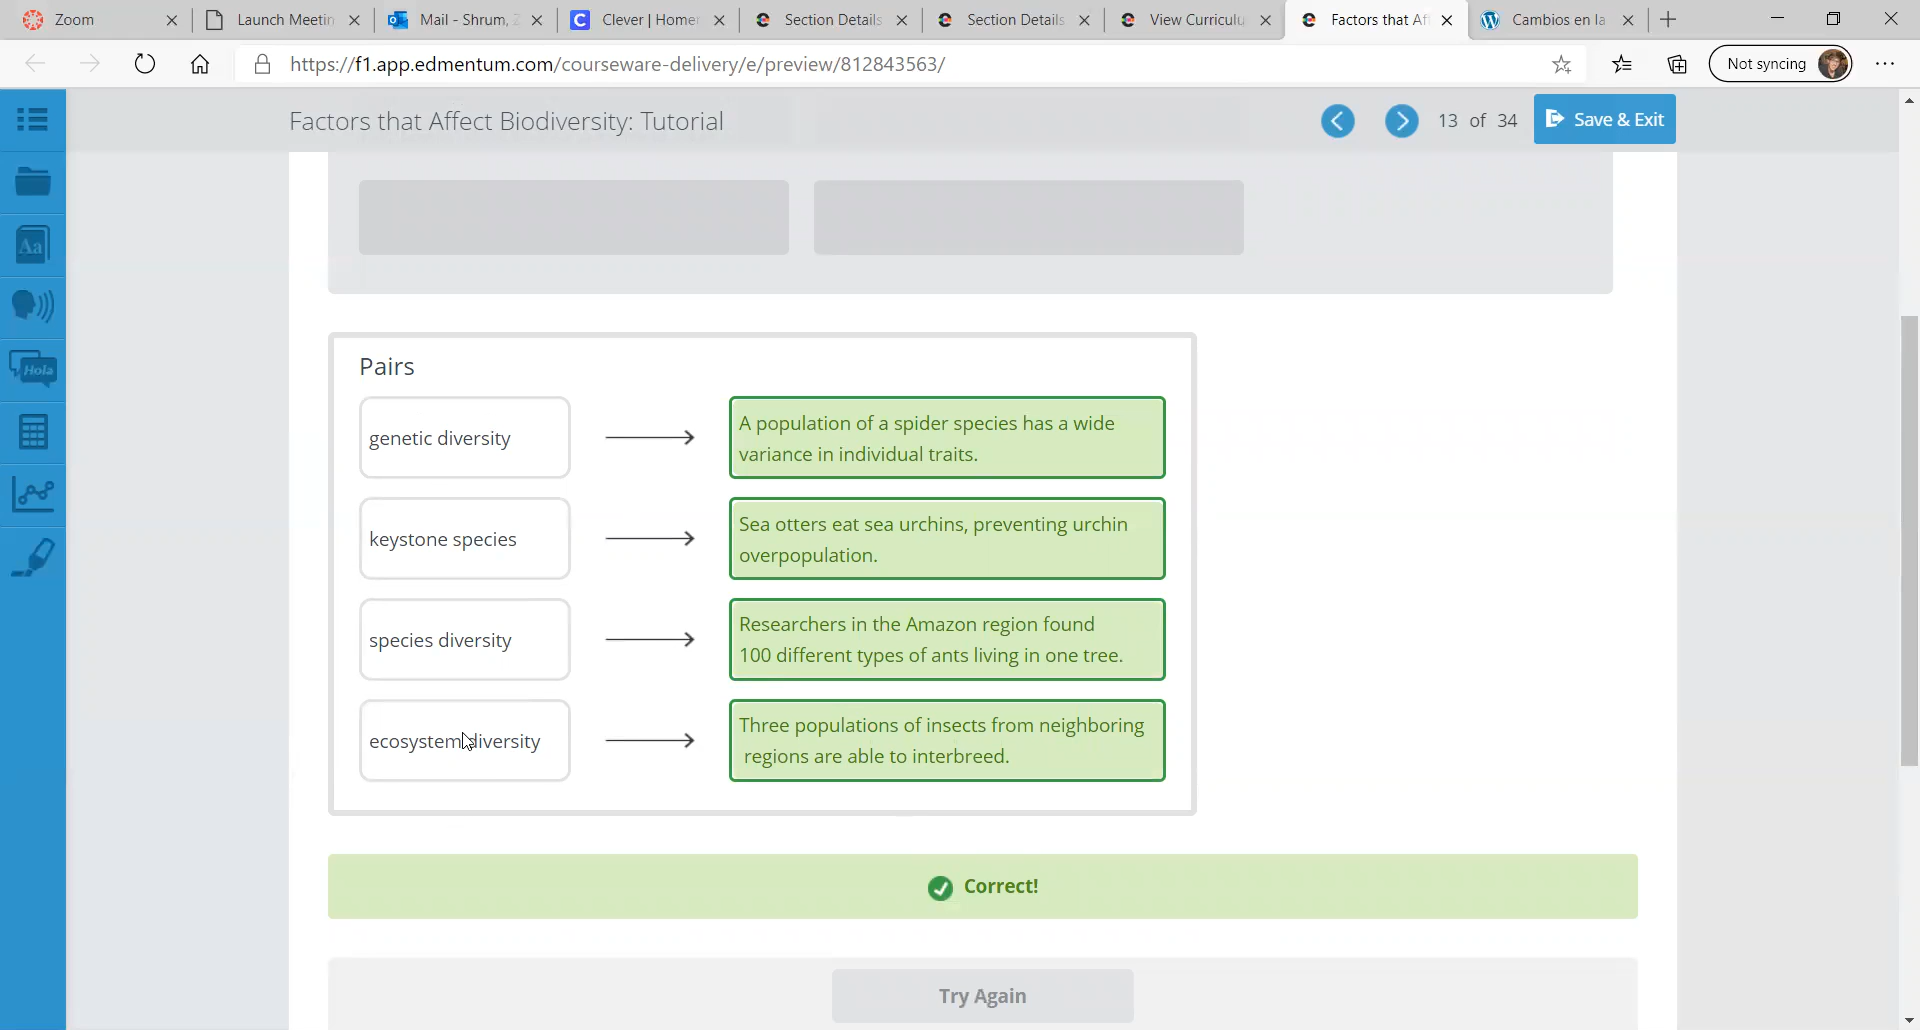 Zoom
Launch Meetin
Mail - Shrum,
Clever | Homer
Section Details
Section Details
View Curriculu
Factors that Af
Cambios en la
https://f1.app.edmentum.com/courseware-delivery/e/preview/812843563/
Not syncing
Factors that Affect Biodiversity: Tutorial
13 of 34
Save & Exit
Aa
Hola
Pairs
genetic diversity
A population of a spider species has a wide
variance in individual traits.
keystone species
Sea otters eat sea urchins, preventing urchin
overpopulation.
species diversity
Researchers in the Amazon region found
100 different types of ants living in one tree.
ecosystem diversity
Three populations of insects from neighboring
regions are able to interbreed.
Correct!
Try Again